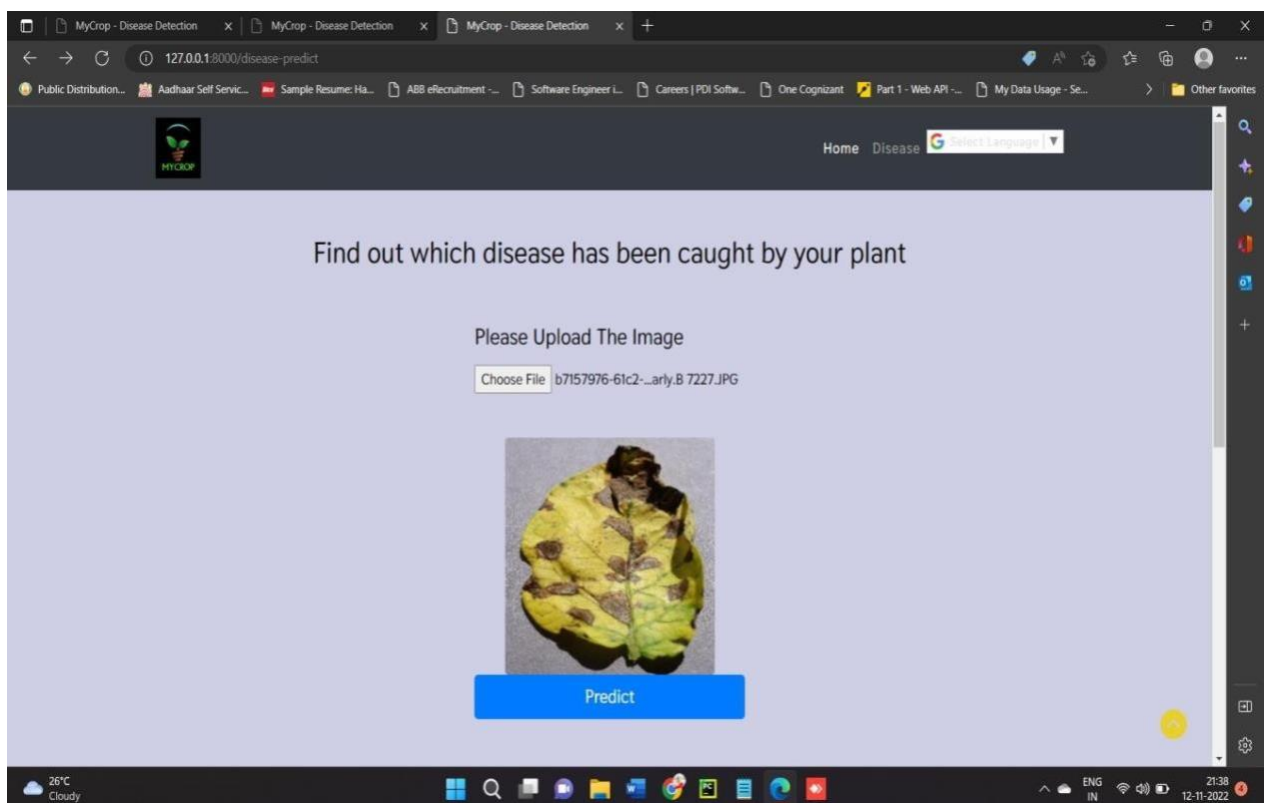 MyCrop - Disease Detection
MyCrop - Disease Detection
MyCrop - Disease Detection
127.0.0.1:8000/disease-predict
Public Distribution...
Aadhaar Self Servic...
Sample Resume: Ha...
ABB eRecruitment -...
Software Engineer i...
Careers | PDI Softw...
One Cognizant
Part 1 - Web API -...
My Data Usage - Se...
Other favorites
MYCROP
Home Disease Select Language
Find out which disease has been caught by your plant
Please Upload The Image
Choose File b7157976-61c2-...arly.B 7227.JPG
Predict
26°C
Cloudy
ENG
IN
21:38
12-11-2022
4